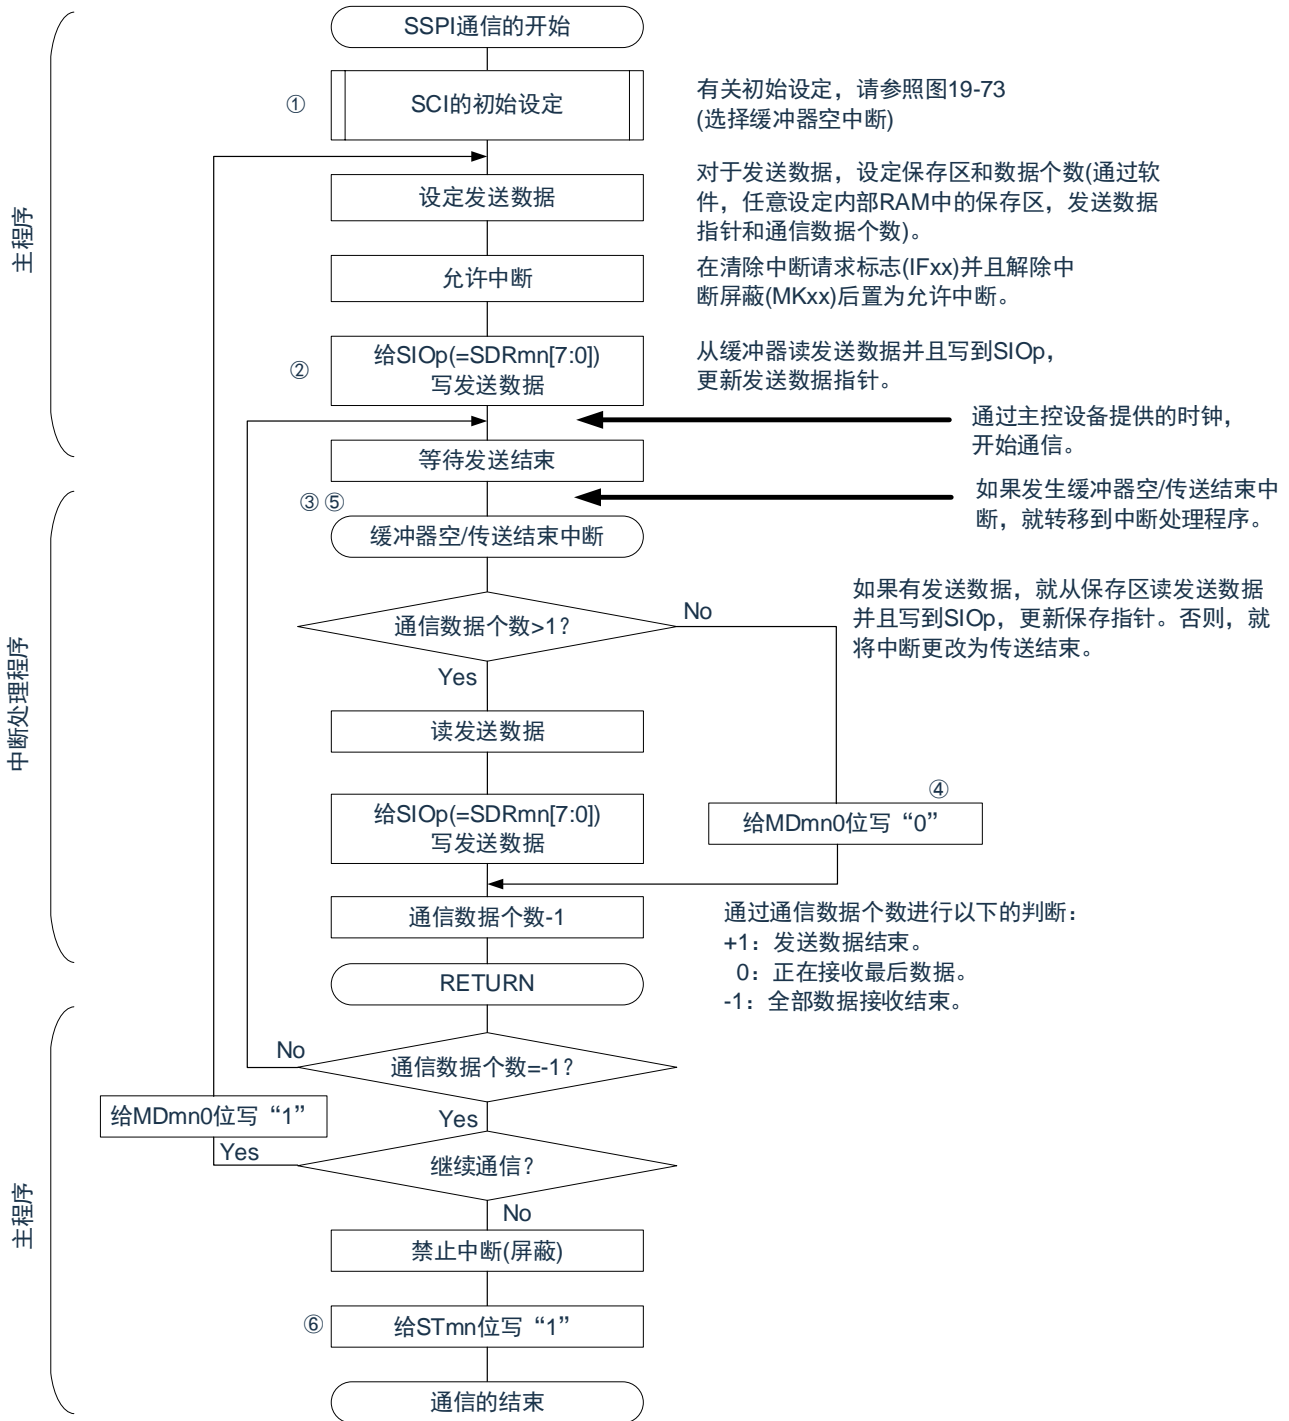 SSPI通信的开始
主程序
①
SCI的初始设定
有关初始设定，请参照图19-73
(选择缓冲器空中断)
设定发送数据
对于发送数据，设定保存区和数据个数(通过软
件，任意设定内部RAM中的保存区，发送数据
指针和通信数据个数)。
允许中断
在清除中断请求标志(IFxx)并且解除中
断屏蔽(MKxx)后置为允许中断。
②
给SIOp(=SDRmn[7:0])
写发送数据
从缓冲器读发送数据并且写到SIOp，
更新发送数据指针。
通过主控设备提供的时钟，
开始通信。
等待发送结束
③ ⑤
如果发生缓冲器空/传送结束中
断，就转移到中断处理程序。
中断处理程序
缓冲器空/传送结束中断
通信数据个数>1？
No
如果有发送数据，就从保存区读发送数据
并且写到SIOp，更新保存指针。否则，就
将中断更改为传送结束。
Yes
读发送数据
④
给SIOp(=SDRmn[7:0])
写发送数据
给MDmn0位写“0”
通信数据个数-1
通过通信数据个数进行以下的判断：
+1：发送数据结束。
0：正在接收最后数据。
-1：全部数据接收结束。
RETURN
主程序
No
通信数据个数=-1？
给MDmn0位写“1”
Yes
Yes
继续通信？
No
禁止中断(屏蔽)
⑥
给STmn位写“1”
通信的结束